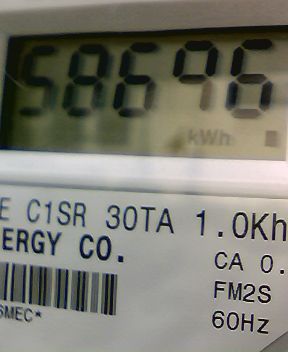 58696
kWh
E C1SR 30TA 1.0Kh
ERGY CO.
CA 0.
FM2S
60Hz
SMEC*